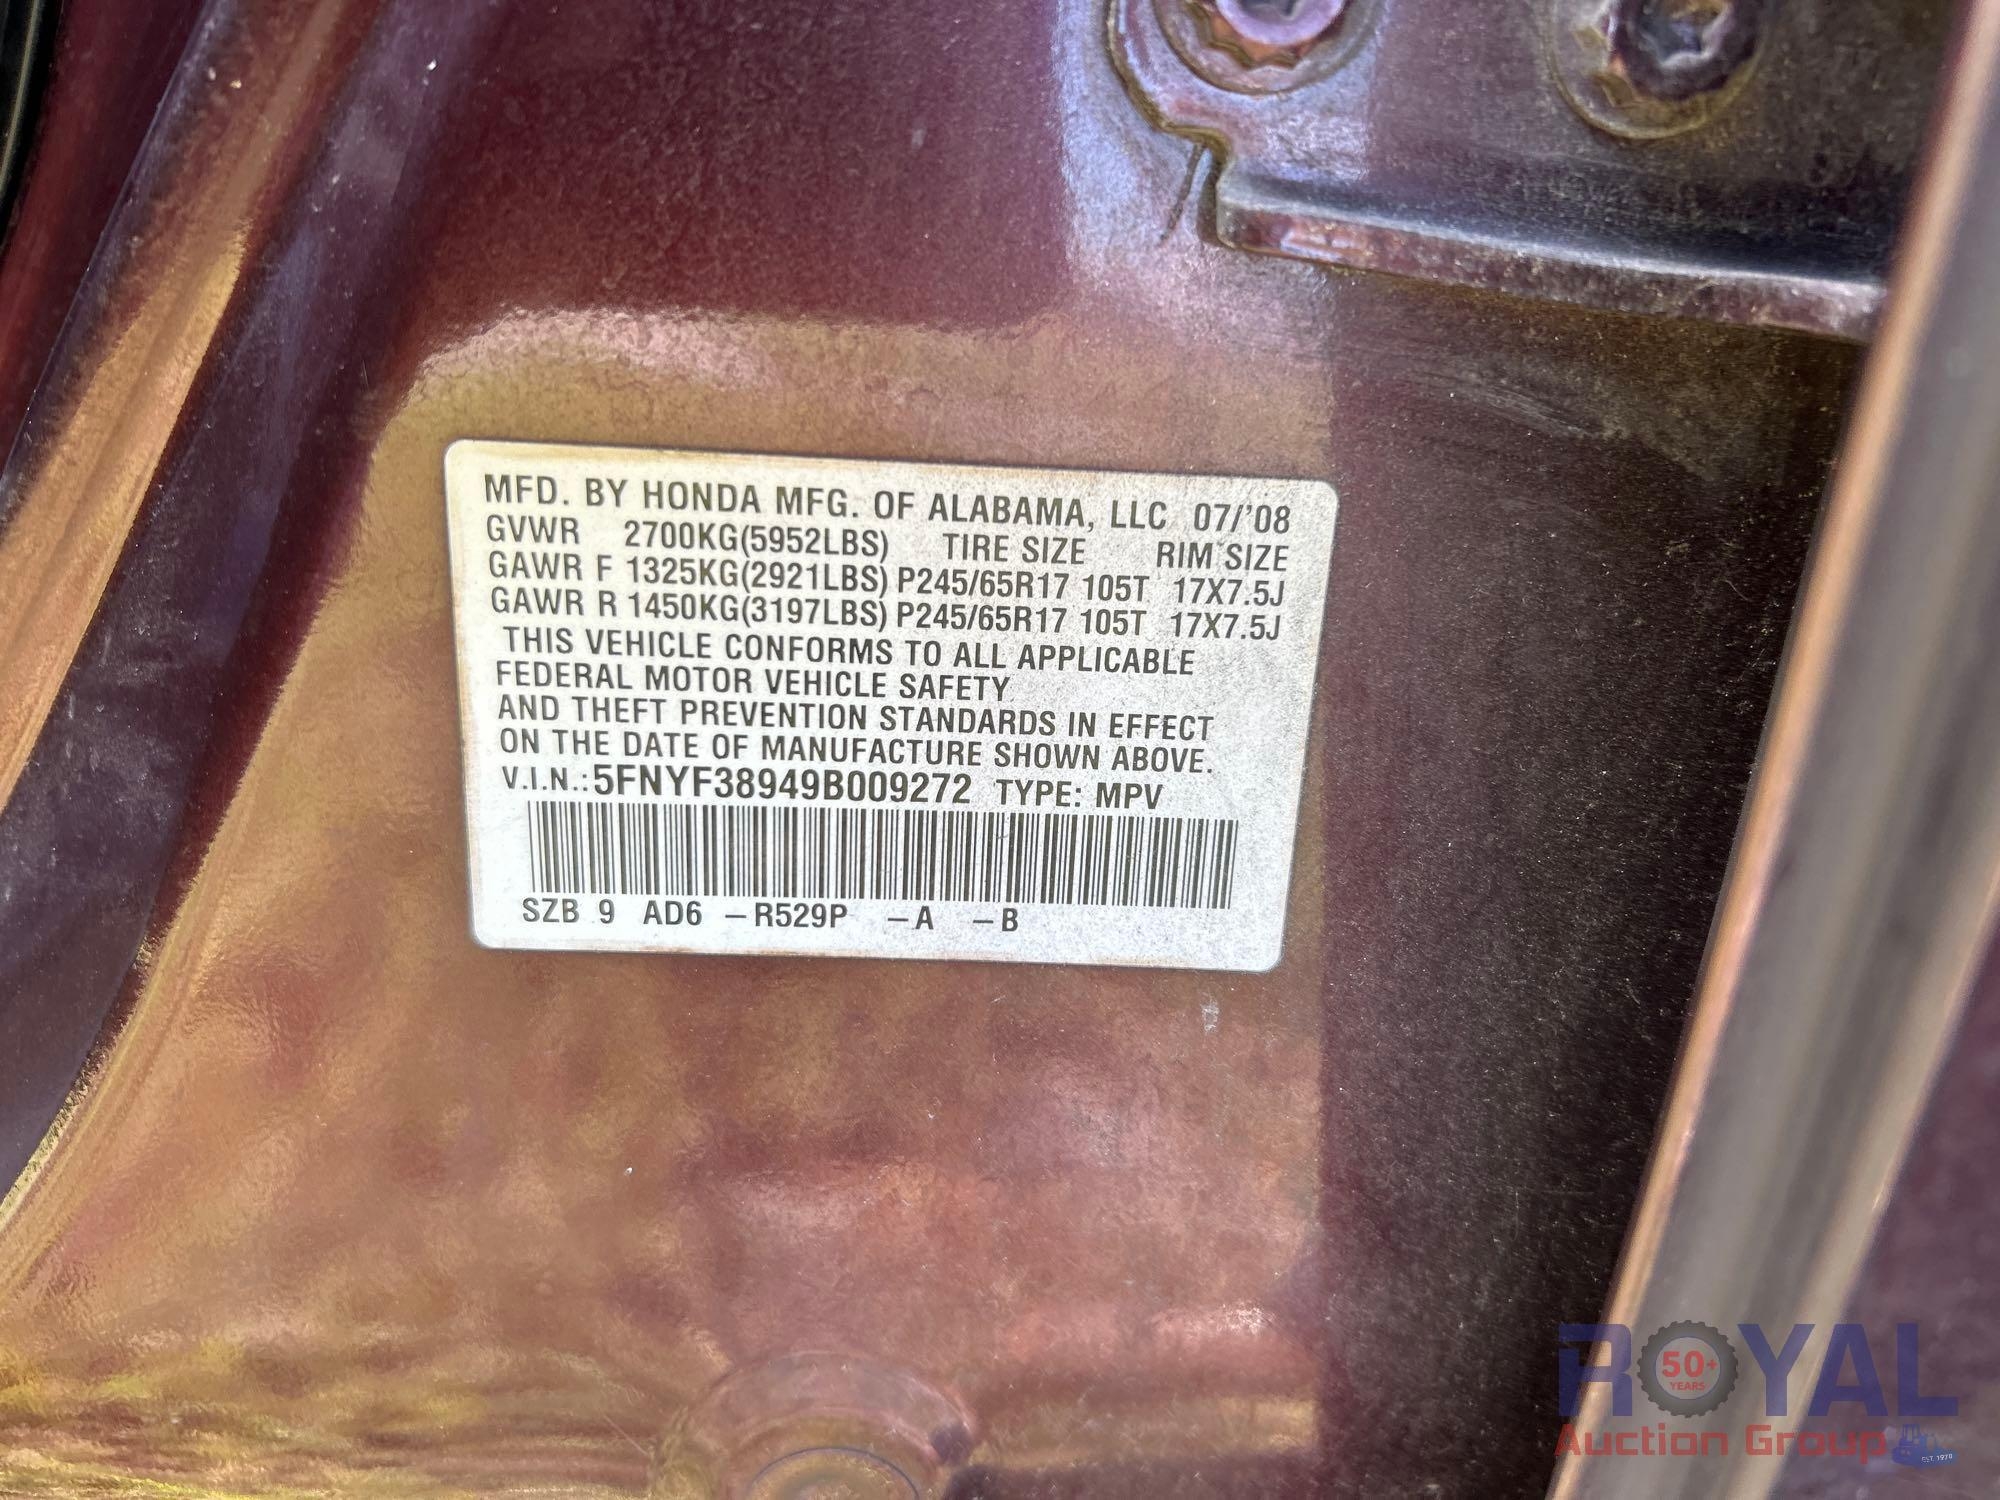 MFD. BY HONDA MFG. OF ALABAMA, LLC 07/'08
GVWR 2700KG(5952LBS) TIRE SIZE RIM SIZE
GAWR F 1325KG(2921LBS) P245/65R17 105T 17X7.5J
GAWR R 1450KG(3197LBS) P245/65R17 105T 17X7.5J
THIS VEHICLE CONFORMS TO ALL APPLICABLE
FEDERAL MOTOR VEHICLE SAFETY
AND THEFT PREVENTION STANDARDS IN EFFECT
ON THE DATE OF MANUFACTURE SHOWN ABOVE.
V.I.N.: 5FNYF38949B009272 TYPE: MPV
SZB 9 AD6 -R529P -A -B
ROYAL
50+
YEARS
Auction Group
EST. 1970